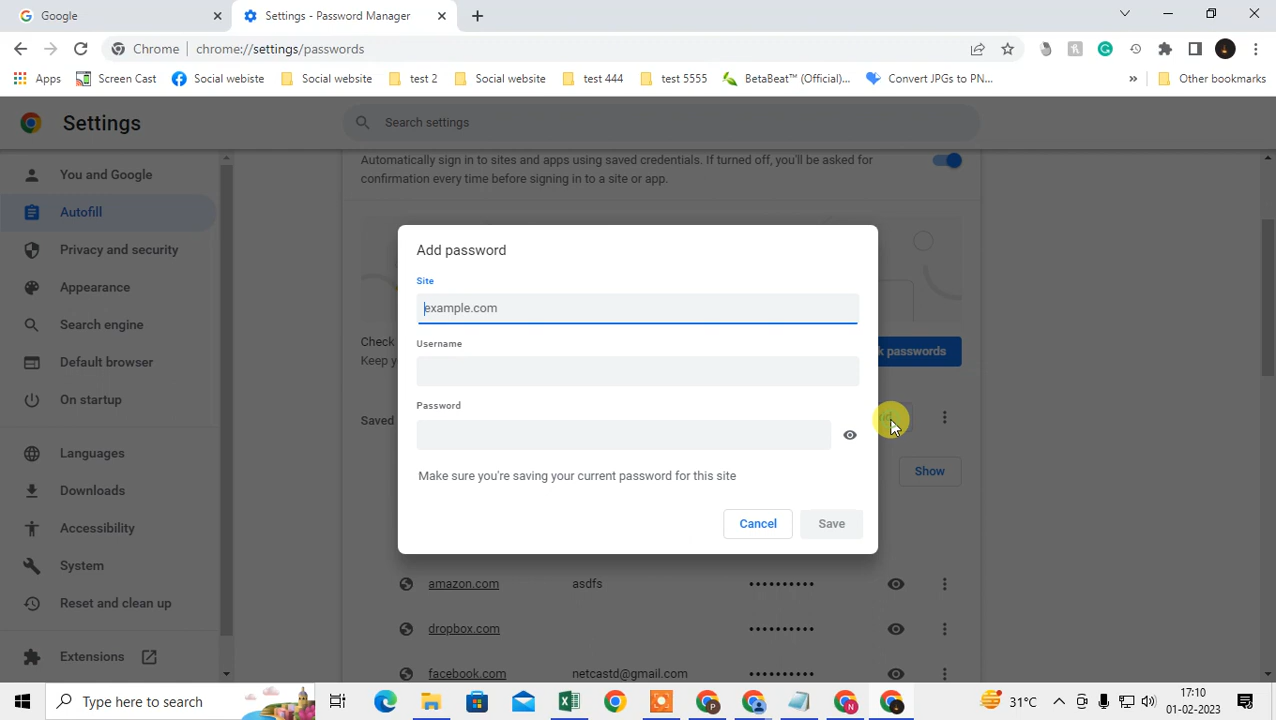 Google
Settings - Password Manager
Chrome
chrome://settings/passwords
Apps
Screen Cast
Social webiste
Social website
test 2
Social website
test 444
test 5555
BetaBeat™ (Official)...
Convert JPGs to PN...
»
Other bookmarks
Settings
Search settings
You and Google
Autofill
Privacy and security
Appearance
Search engine
Default browser
On startup
Languages
Downloads
Accessibility
System
Reset and clean up
Extensions
Automatically sign in to sites and apps using saved credentials. If turned off, you'll be asked for
confirmation every time before signing in to a site or app.
Check
Keep
passwords
Saved
Show
Add password
Site
example.com
Username
Password
Make sure you're saving your current password for this site
Cancel
Save
amazon.com
asdfs
••••••••••
dropbox.com
••••••••••
facebook.com
netcastd@gmail.com
••••••••••
Type here to search
31°C
17:10
01-02-2023